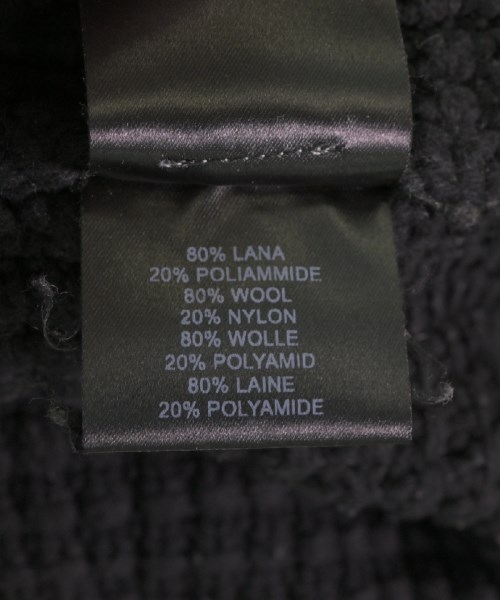 80% LANA
20% POLIAMMIDE
80% WOOL
20% NYLON
80% WOLLE
20% POLYAMID
80% LAINE
20% POLYAMIDE